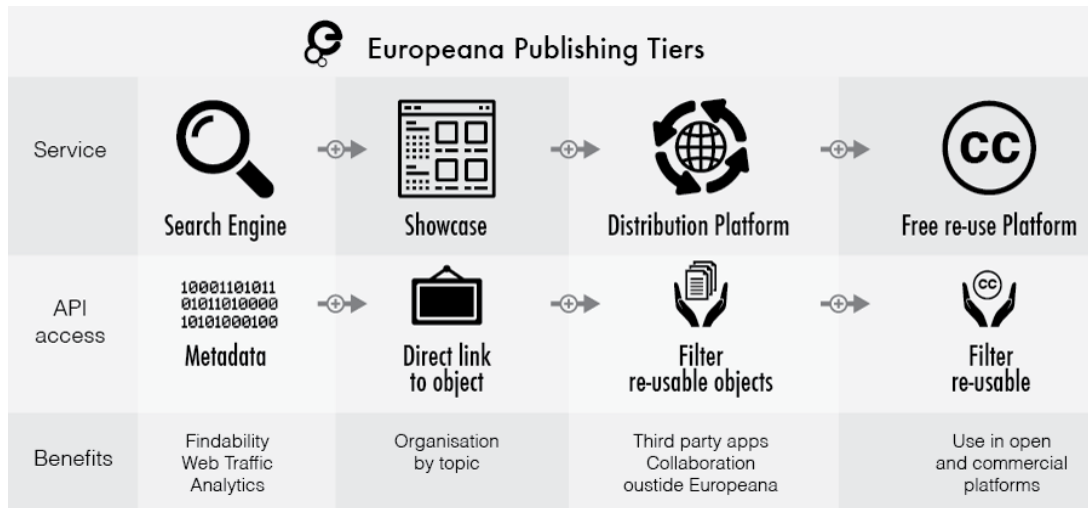 Europeana Publishing Tiers
Service
Search Engine
Showcase
Distribution Platform
CC
Free re-use Platform
API
access
10001101011
01011010000
10101000100
Metadata
Direct link
to object
Filter
re-usable objects
CC
Filter
re-usable
Benefits
Findability
Web Traffic
Analytics
Organisation
by topic
Third party apps
Collaboration
oustide Europeana
Use in open
and commercial
platforms